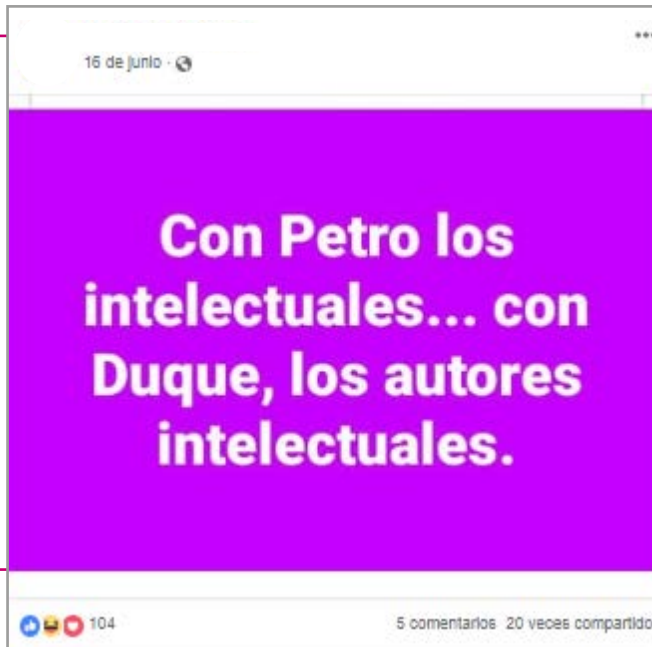 16 de junio ·
Con Petro los
intelectuales... con
Duque, los autores
intelectuales.
104
5 comentarios 20 veces compartido